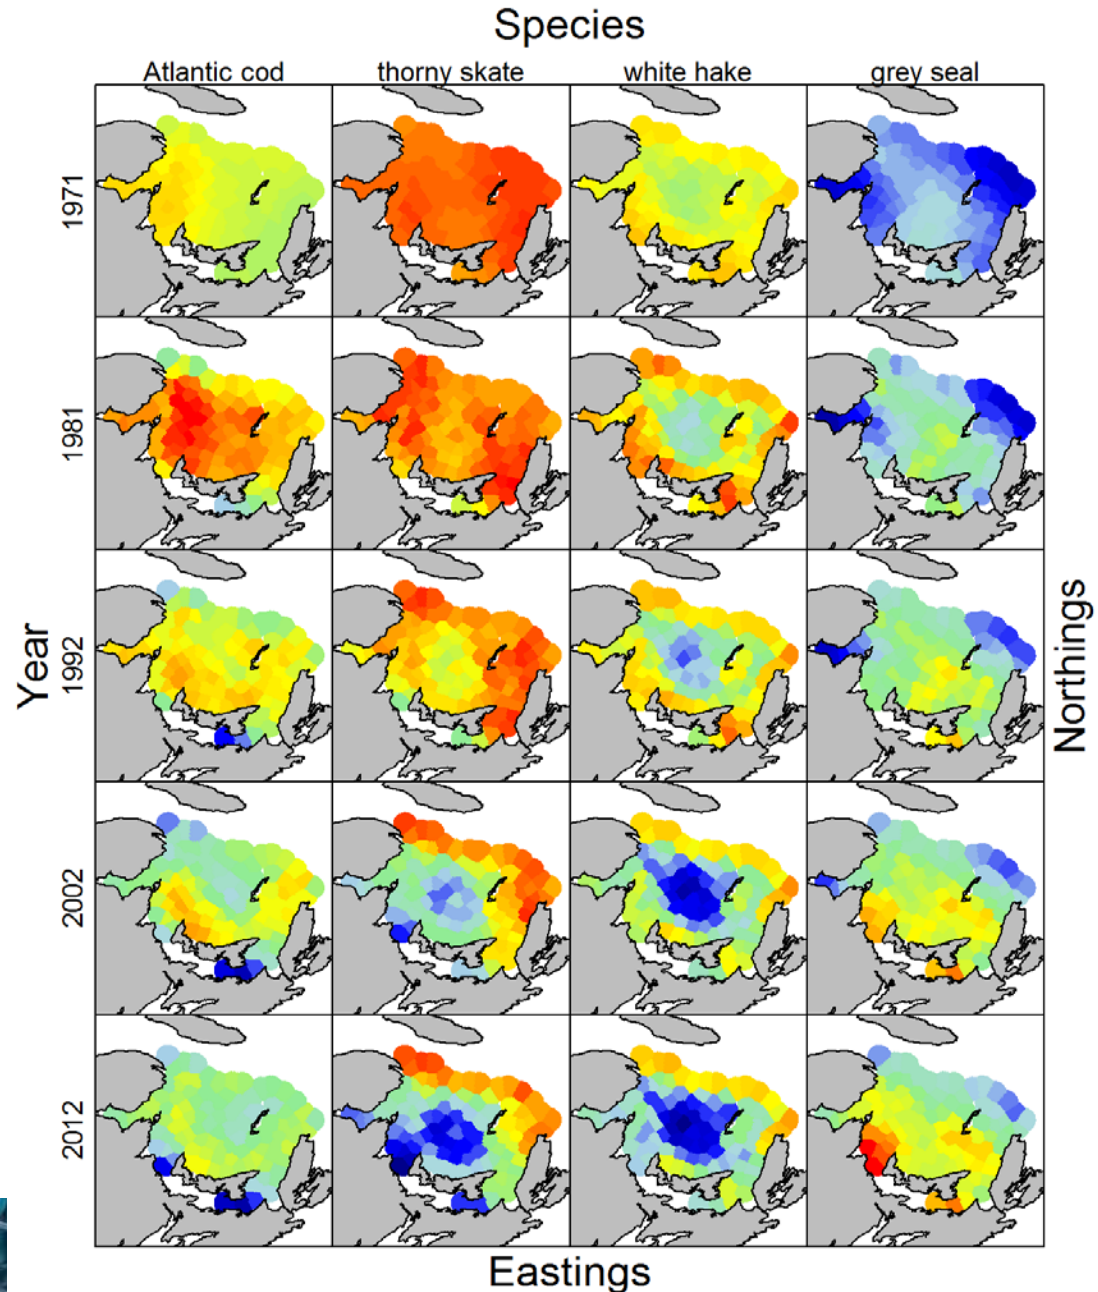 Species
Atlantic cod thorny skate white hake grey seal
Year
1971
1981
1992
2002
2012
Northings
Eastings